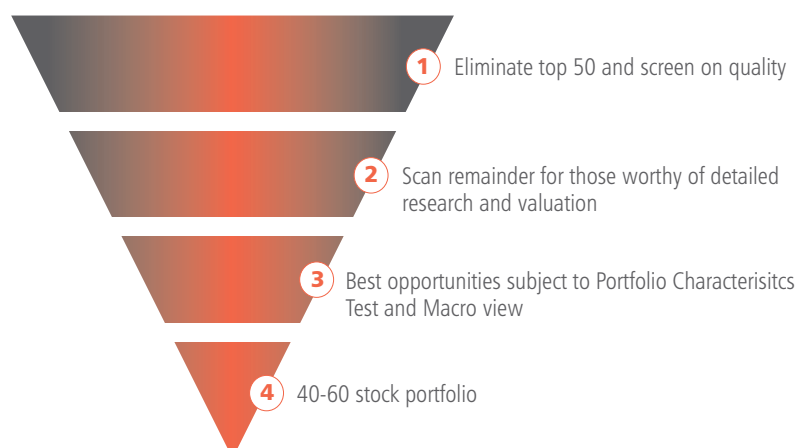 1 Eliminate top 50 and screen on quality
2 Scan remainder for those worthy of detailed
research and valuation
3 Best opportunities subject to Portfolio Characterisitcs
Test and Macro view
4 40-60 stock portfolio